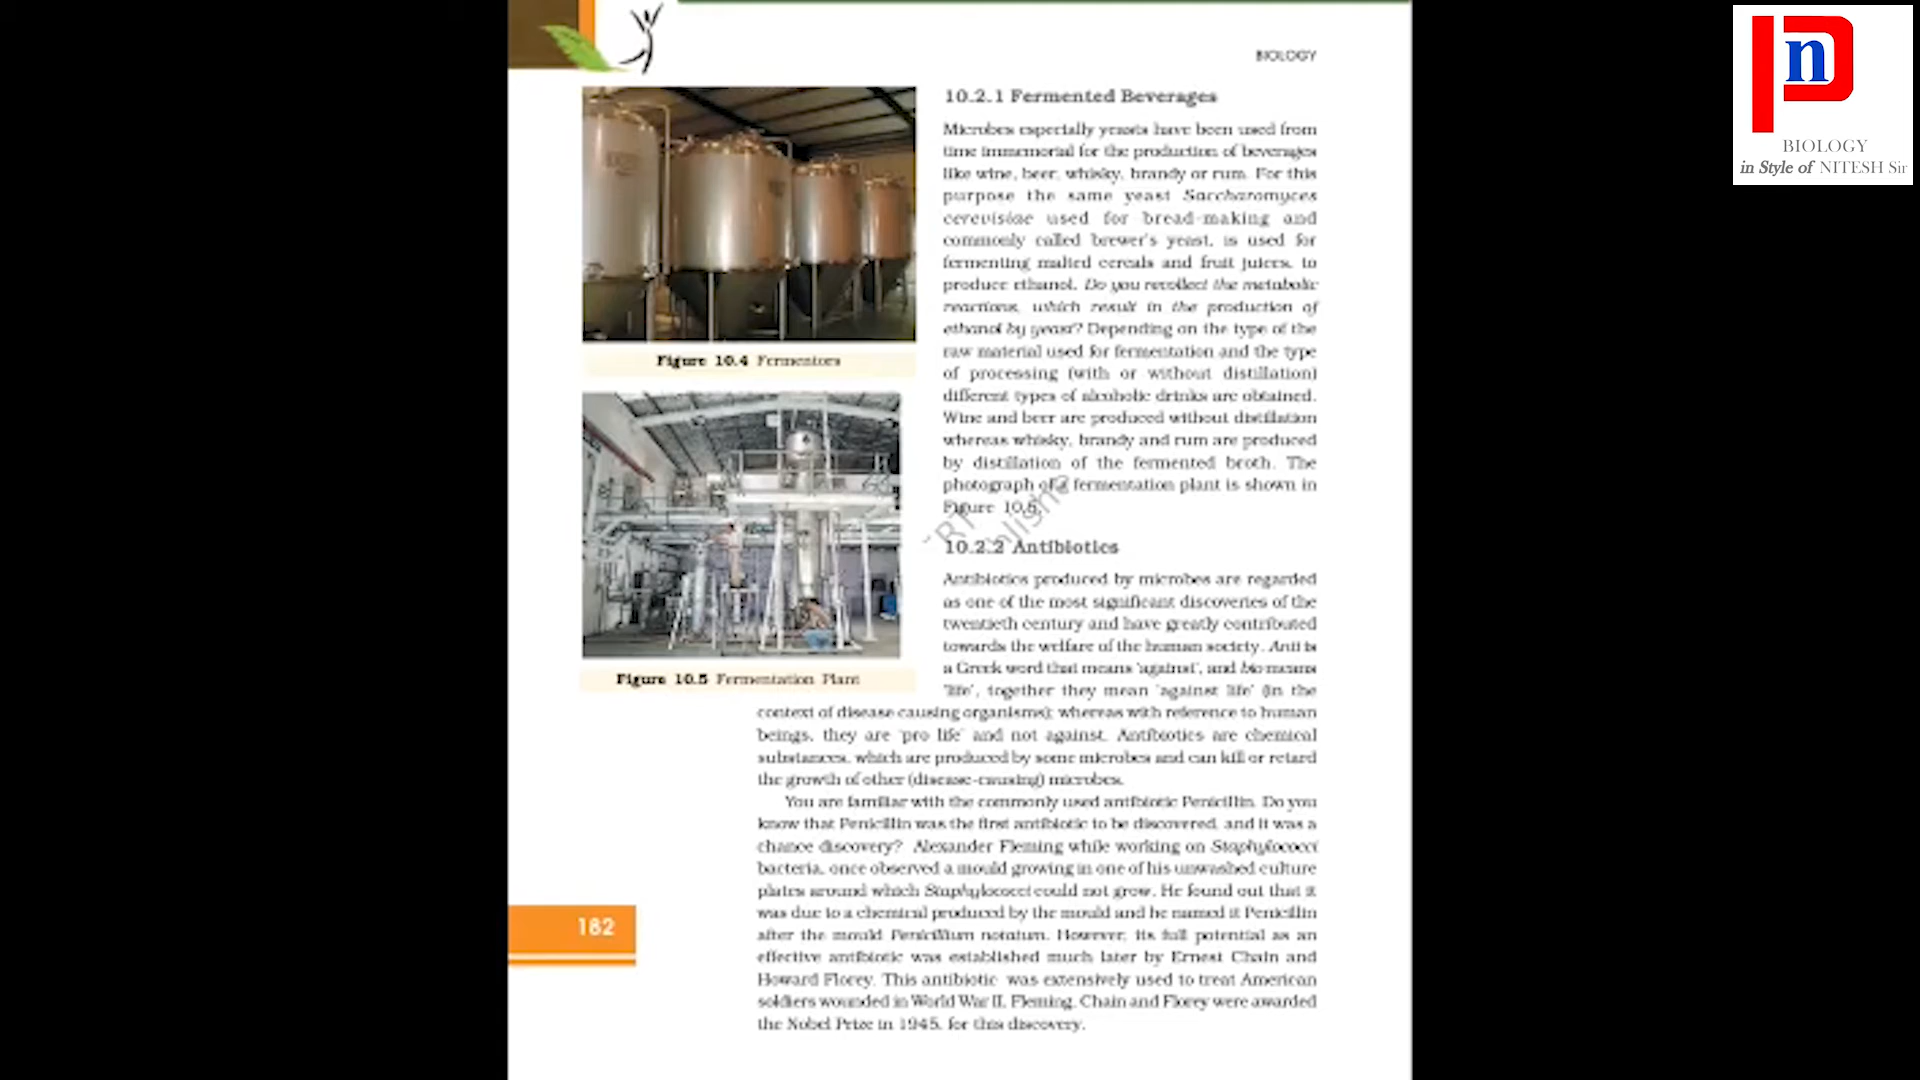 BIOLOGY
Figure 10.4 Fermentors
Figure 10.5 Fermentation Plant
10.2.1 Fermented Beverages
Microbes especially yeasts have been used from
time immemorial for the production of beverages
like wine, beer, whisky, brandy or rum. For this
purpose the same yeast Saccharomyces
cerevisiae used for bread-making and
commonly called brewer's yeast, is used for
fermenting malted cereals and fruit juices, to
produce ethanol. Do you recollect the metabolic
reactions, which result in the production of
ethanol by yeast? Depending on the type of the
raw material used for fermentation and the type
of processing (with or without distillation)
different types of alcoholic drinks are obtained.
Wine and beer are produced without distillation
whereas whisky, brandy and rum are produced
by distillation of the fermented broth. The
photograph of a fermentation plant is shown in
Figure 10.5.
10.2.2 Antibiotics
Antibiotics produced by microbes are regarded
as one of the most significant discoveries of the
twentieth century and have greatly contributed
towards the welfare of the human society. Anti is
a Greek word that means 'against', and bio means
'life', together they mean 'against life' (in the
context of disease causing organisms); whereas with reference to human
beings, they are 'pro life' and not against. Antibiotics are chemical
substances, which are produced by some microbes and can kill or retard
the growth of other (disease-causing) microbes.
You are familiar with the commonly used antibiotic Penicillin. Do you
know that Penicillin was the first antibiotic to be discovered, and it was a
chance discovery? Alexander Fleming while working on Staphylococci
bacteria, once observed a mould growing in one of his unwashed culture
plates around which Staphylococci could not grow. He found out that it
was due to a chemical produced by the mould and he named it Penicillin
after the mould Penicillium notatum. However, its full potential as an
effective antibiotic was established much later by Ernest Chain and
Howard Florey. This antibiotic was extensively used to treat American
soldiers wounded in World War II. Fleming, Chain and Florey were awarded
the Nobel Prize in 1945, for this discovery.
182
Pn
BIOLOGY
in Style of NITESH Sir